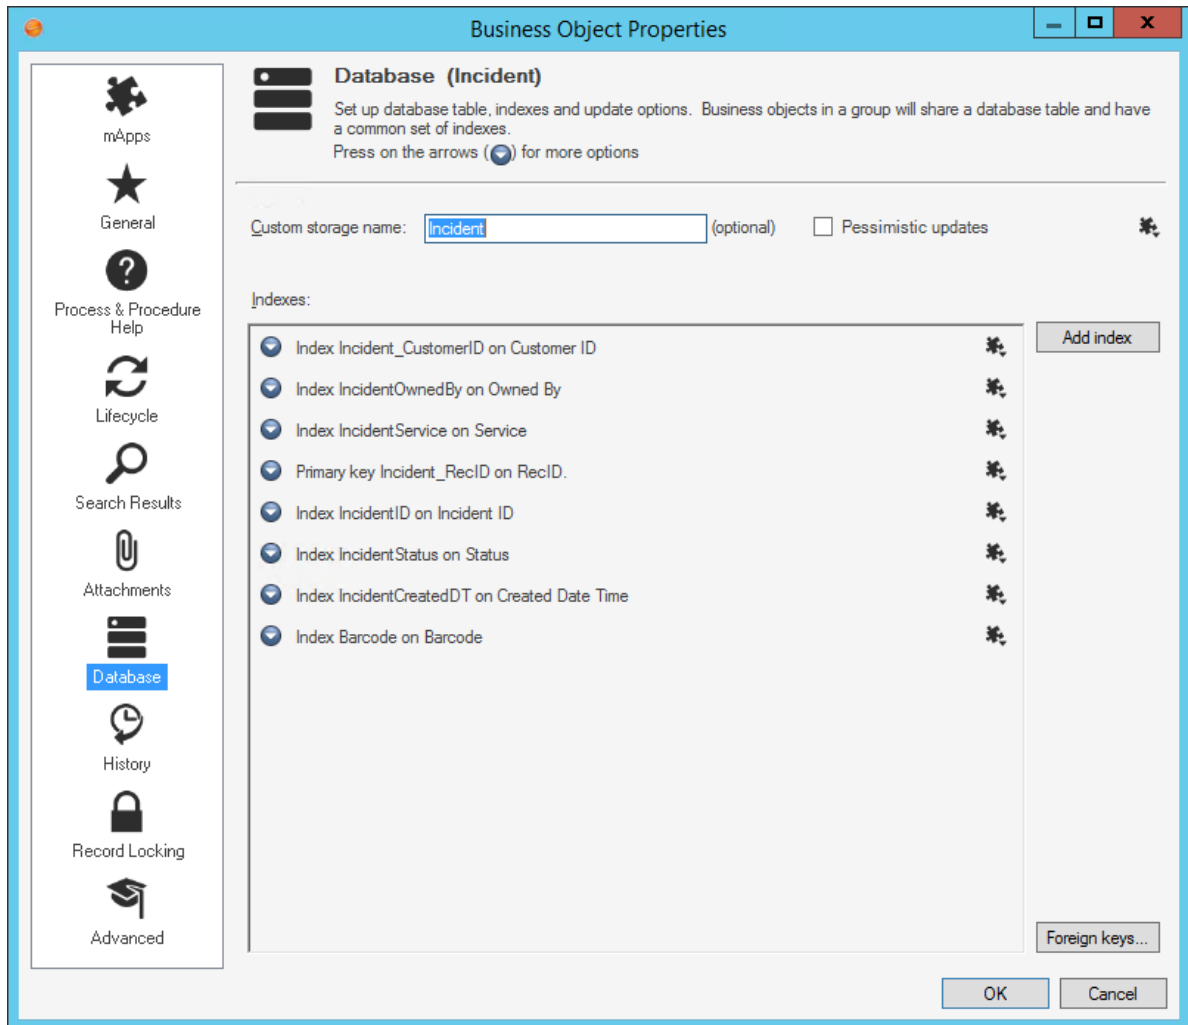 Business Object Properties
mApps
General
Process & Procedure
Help
Lifecycle
Search Results
Attachments
Database
History
Record Locking
Advanced
Database (Incident)
Set up database table, indexes and update options. Business objects in a group will share a database table and have
a common set of indexes.
Press on the arrows ( ) for more options
Custom storage name: Incident (optional) Pessimistic updates
Indexes:
Index Incident_CustomerID on Customer ID
Index IncidentOwnedBy on Owned By
Index IncidentService on Service
Primary key Incident_RecID on RecID.
Index IncidentID on Incident ID
Index IncidentStatus on Status
Index IncidentCreatedDT on Created Date Time
Index Barcode on Barcode
Add index
Foreign keys...
OK Cancel